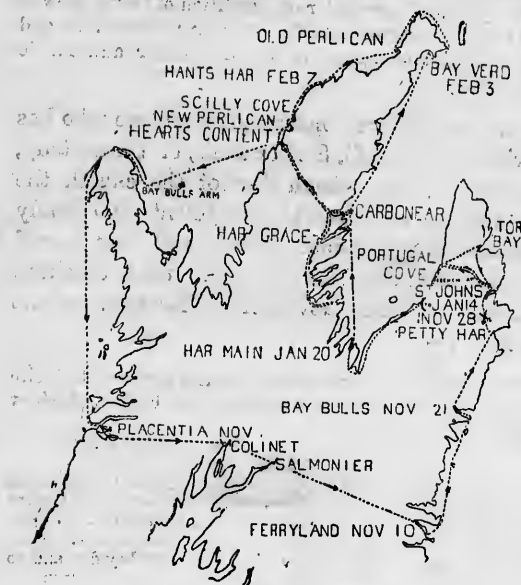 OLD PERLICAN
BAY VERD
FEB 3
HANTS HAR FEB 7
SCILLY COVE
NEW PERLICAN
HEARTS CONTENT
BAY BULLS ARM
HAR GRACE
CARBONEAR
TOR
BAY
PORTUGAL
COVE
ST JOHNS
JAN 14
NOV 28
PETTY HAR
HAR MAIN JAN 20
BAY BULLS NOV 21
PLACENTIA NOV
COLINET
SALMONIER
FERRYLAND NOV 10